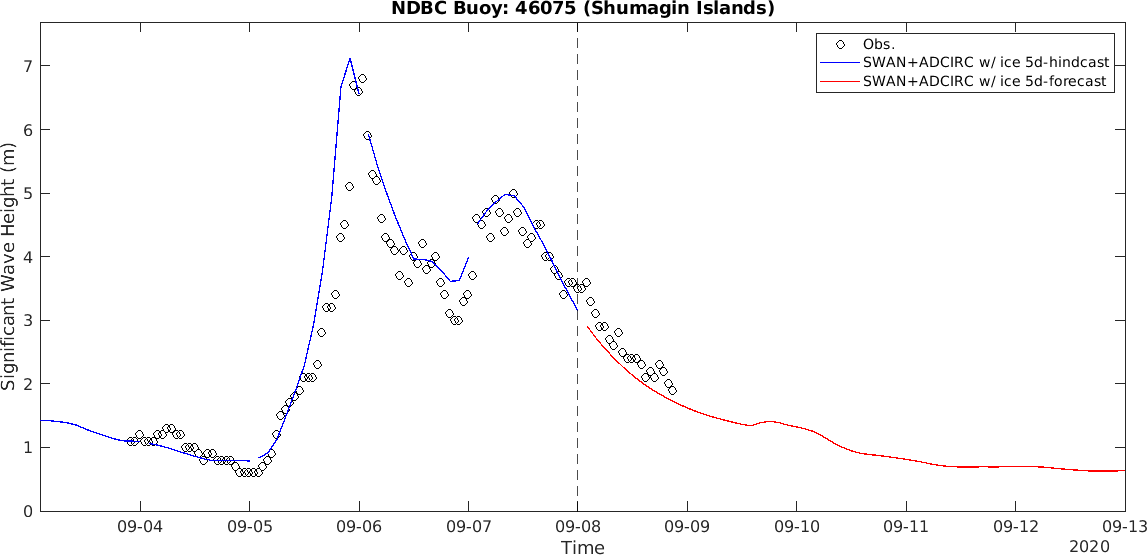 NDBC Buoy: 46075 (Shumagin Islands)
Obs.
SWAN+ADCIRC w/ ice 5d-hindcast
SWAN+ADCIRC w/ ice 5d-forecast
Significant Wave Height (m)
7
6
5
4
3
2
1
0
09-04 09-05 09-06 09-07 09-08 09-09 09-10 09-11 09-12 09-13
Time
2020